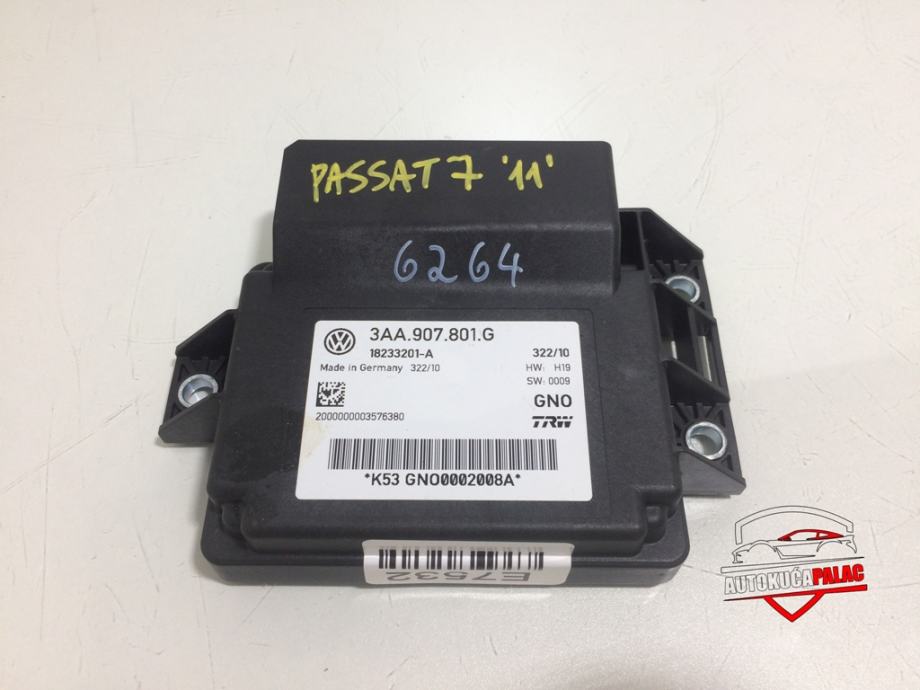 PASSAT 7 '11'
6264
VW 3AA.907.801.G
18233201-A 322/10
Made in Germany 322/10 HW: H19
SW: 0009
GNO
2000000003576380
TRW
*K53 GNO0002008A*
E7532
AUTOKUĆA PALAC